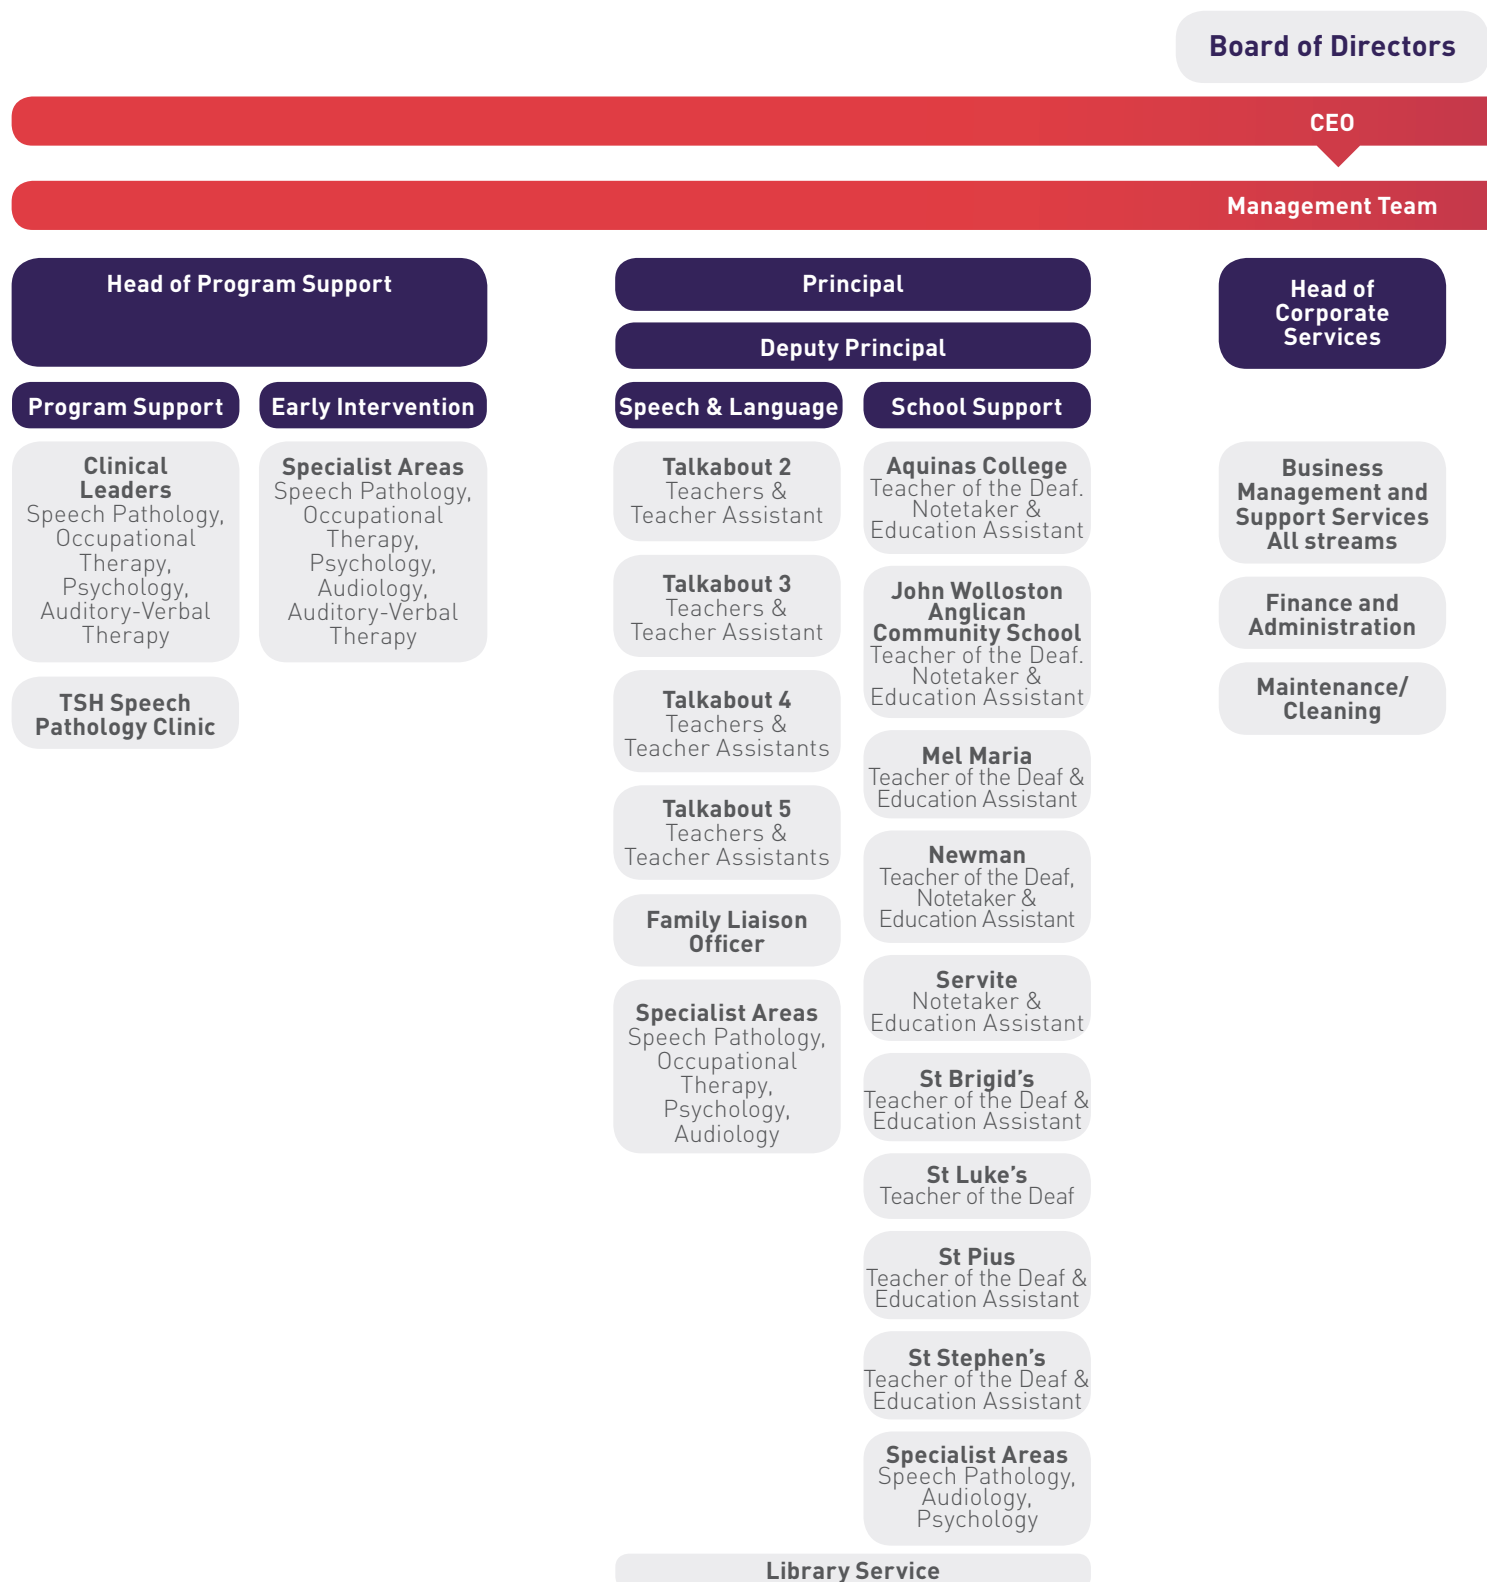 Board of Directors
CEO
Management Team
Head of Program Support
Program Support
Clinical
Leaders
Speech Pathology,
Occupational
Therapy,
Psychology,
Auditory-Verbal
Therapy
TSH Speech
Pathology Clinic
Early Intervention
Specialist Areas
Speech Pathology,
Occupational
Therapy,
Psychology,
Audiology,
Auditory-Verbal
Therapy
Principal
Deputy Principal
Speech & Language
Talkabout 2
Teachers &
Teacher Assistant
Talkabout 3
Teachers &
Teacher Assistant
Talkabout 4
Teachers &
Teacher Assistants
Talkabout 5
Teachers &
Teacher Assistants
Family Liaison
Officer
Specialist Areas
Speech Pathology,
Occupational
Therapy,
Psychology,
Audiology
School Support
Aquinas College
Teacher of the Deaf.
Notetaker &
Education Assistant
John Wolloston
Anglican
Community School
Teacher of the Deaf.
Notetaker &
Education Assistant
Mel Maria
Teacher of the Deaf &
Education Assistant
Newman
Teacher of the Deaf,
Notetaker &
Education Assistant
Servite
Notetaker &
Education Assistant
St Brigid’s
Teacher of the Deaf &
Education Assistant
St Luke’s
Teacher of the Deaf
St Pius
Teacher of the Deaf &
Education Assistant
St Stephen’s
Teacher of the Deaf &
Education Assistant
Specialist Areas
Speech Pathology,
Audiology,
Psychology
Library Service
Head of
Corporate
Services
Business
Management and
Support Services
All streams
Finance and
Administration
Maintenance/
Cleaning